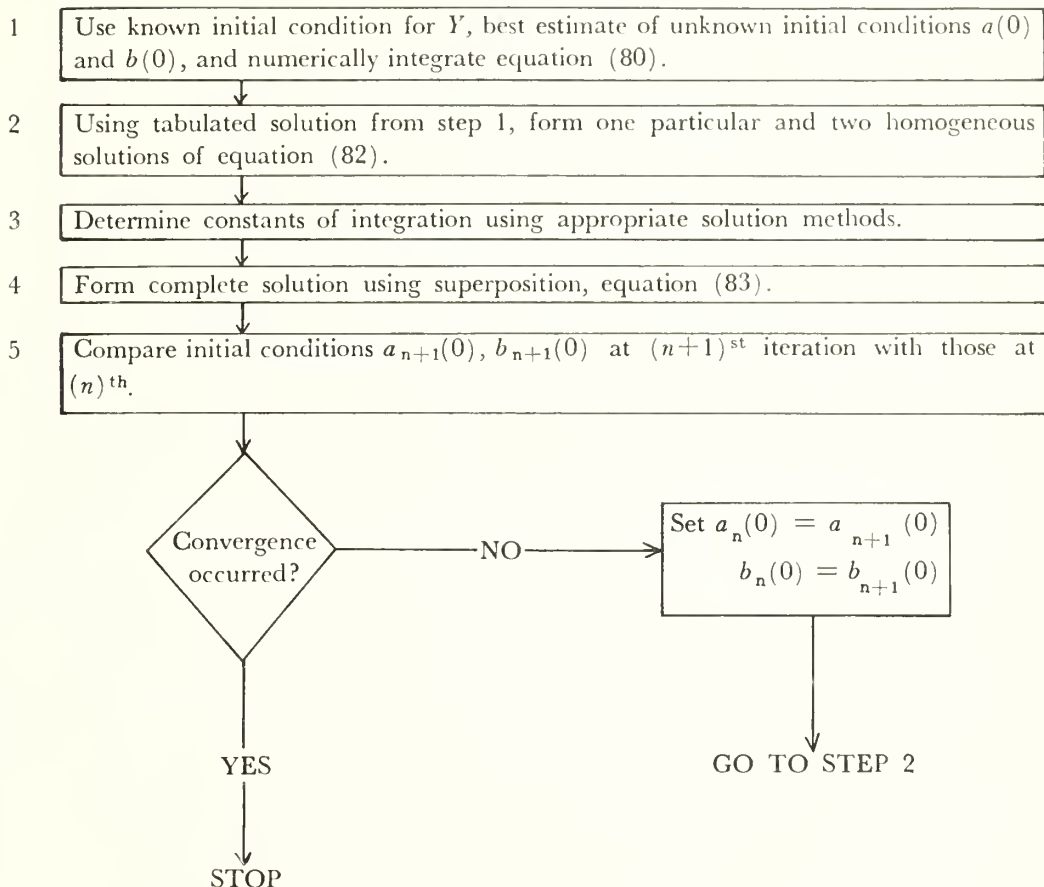 1 Use known initial condition for Y, best estimate of unknown initial conditions a(0)
and b(0), and numerically integrate equation (80).
2 Using tabulated solution from step 1, form one particular and two homogeneous
solutions of equation (82).
3 Determine constants of integration using appropriate solution methods.
4 Form complete solution using superposition, equation (83).
5 Compare initial conditions a_{n+1}(0), b_{n+1}(0) at (n+1)^{st} iteration with those at
(n)^{th}.
Convergence
occurred?
NO
Set a_n(0) = a_{n+1}(0)
b_n(0) = b_{n+1}(0)
YES
GO TO STEP 2
STOP